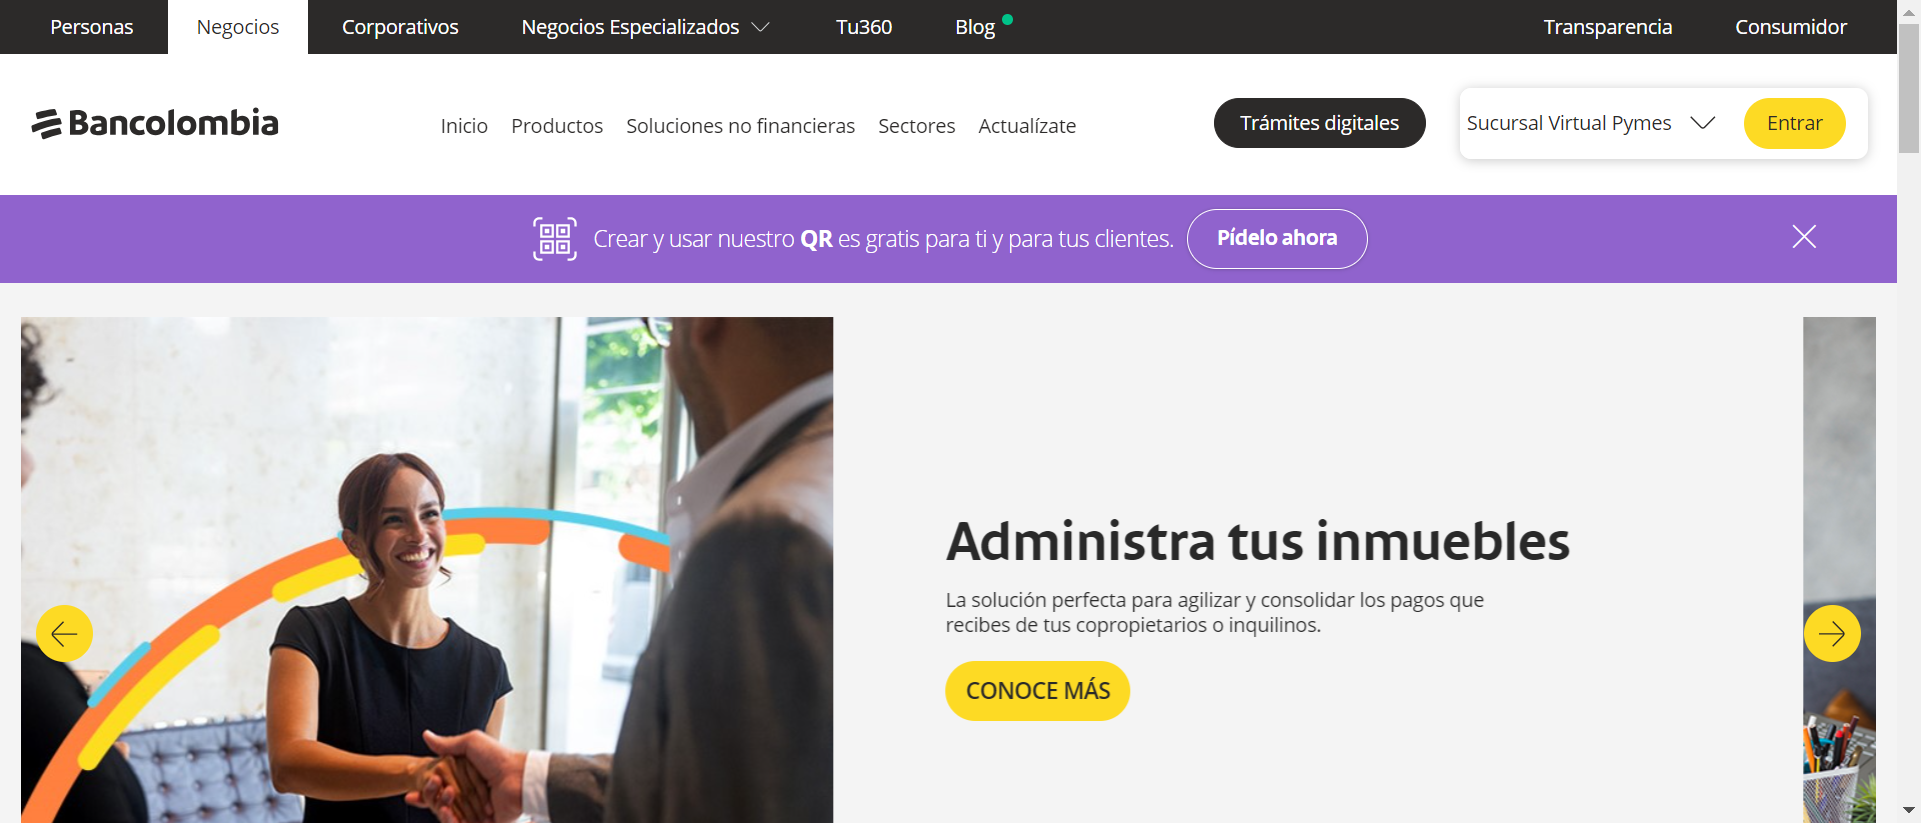 Personas Negocios Corporativos Negocios Especializados Tu360 Blog Transparencia Consumidor
Bancolombia Inicio Productos Soluciones no financieras Sectores Actualízate Trámites digitales Sucursal Virtual Pymes Entrar
Crear y usar nuestro QR es gratis para ti y para tus clientes. Pídelo ahora
Administra tus inmuebles
La solución perfecta para agilizar y consolidar los pagos que
recibes de tus copropietarios o inquilinos.
CONOCE MÁS